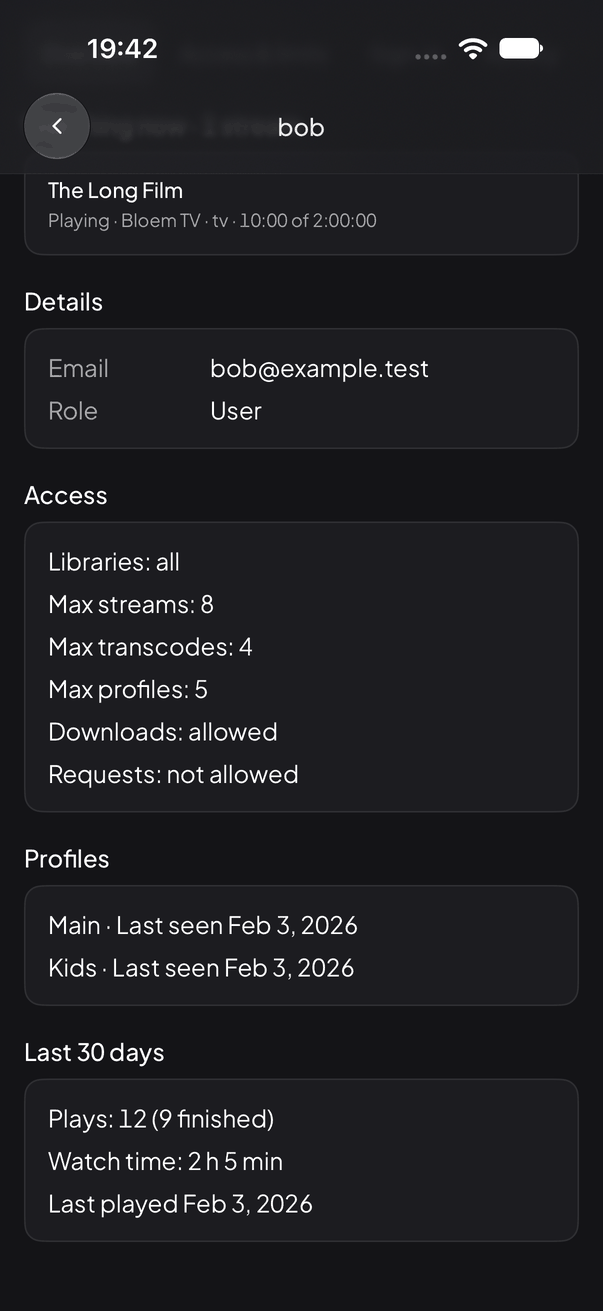 19:42
bob
The Long Film
Playing · Bloem TV · tv · 10:00 of 2:00:00
Details
Email bob@example.test
Role User
Access
Libraries: all
Max streams: 8
Max transcodes: 4
Max profiles: 5
Downloads: allowed
Requests: not allowed
Profiles
Main · Last seen Feb 3, 2026
Kids · Last seen Feb 3, 2026
Last 30 days
Plays: 12 (9 finished)
Watch time: 2 h 5 min
Last played Feb 3, 2026